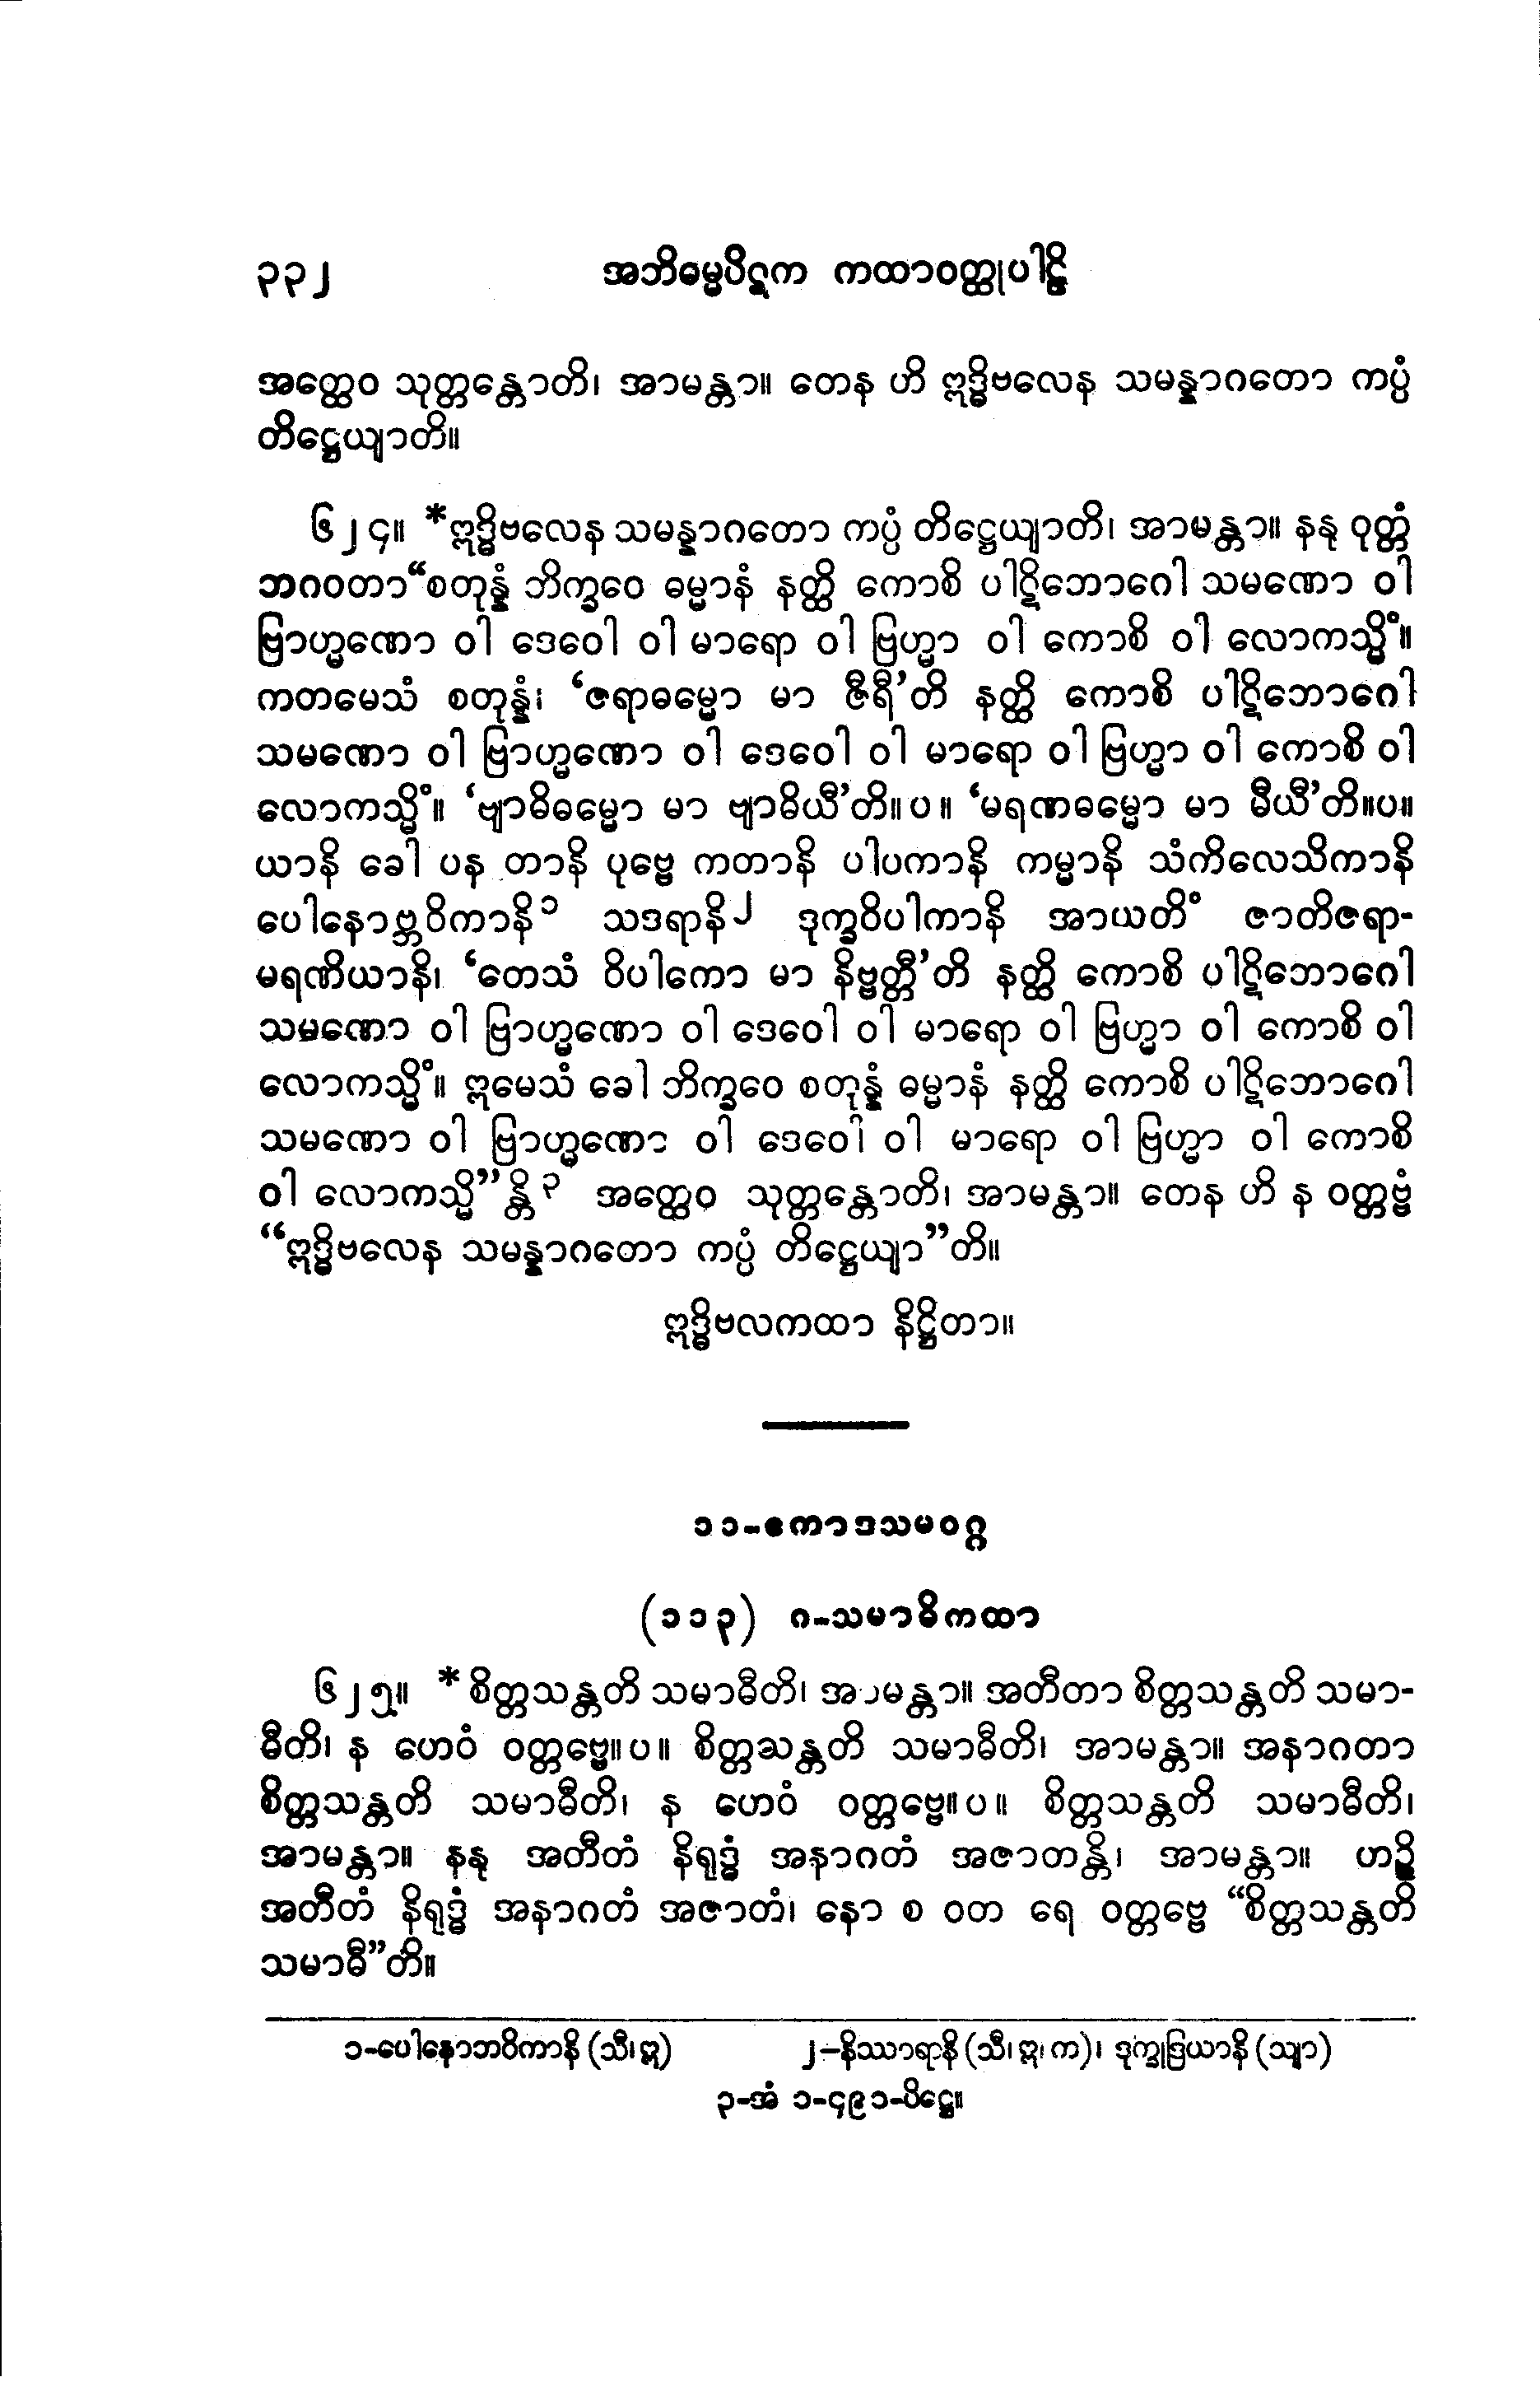 ၃၃၂ အဘိဓမ္မပိဋက ကထာဝတ္ထုပါဠိ
အတ္ထေဝ သုတ္တန္တောတိ၊ အာမန္တာ။ တေန ဟိ ဣဒ္ဓိဗလေန သမန္နာဂတော ကပ္ပံ
တိဋ္ဌေယျာတိ။
၆၂၄။ *ဣဒ္ဓိဗလေန သမန္နာဂတော ကပ္ပံ တိဋ္ဌေယျာတိ၊ အာမန္တာ။ နနု ဝုတ္တံ
ဘဂဝတာ“စတုန္နံ ဘိက္ခဝေ ဓမ္မာနံ နတ္ထိ ကောစိ ပါဋိဘောဂေါ သမဏော ဝါ
ဗြာဟ္မဏော ဝါ ဒေဝေါ ဝါ မာရော ဝါ ဗြဟ္မာ ဝါ ကောစိ ဝါ လောကသ္မိံ။
ကတမေသံ စတုန္နံ၊ ‘ဇရာဓမ္မော မာ ဇီရီ’တိ နတ္ထိ ကောစိ ပါဋိဘောဂေါ
သမဏော ဝါ ဗြာဟ္မဏော ဝါ ဒေဝေါ ဝါ မာရော ဝါ ဗြဟ္မာ ဝါ ကောစိ ဝါ
လောကသ္မိံ။ ‘ဗျာဓိဓမ္မော မာ ဗျာဓိယီ’တိ။ပ။ ‘မရဏဓမ္မော မာ မီယီ’တိ။ပ။
ယာနိ ခေါ ပန တာနိ ပုဗ္ဗေ ကတာနိ ပါပကာနိ ကမ္မာနိ သံကိလေသိကာနိ
ပေါနောဗ္ဘဝိကာနိ၁ သဒရာနိ၂ ဒုက္ခဝိပါကာနိ အာယတိံ ဇာတိဇရာ-
မရဏိယာနိ၊ ‘တေသံ ဝိပါကော မာ နိဗ္ဗတ္တီ’တိ နတ္ထိ ကောစိ ပါဋိဘောဂေါ
သမဏော ဝါ ဗြာဟ္မဏော ဝါ ဒေဝေါ ဝါ မာရော ဝါ ဗြဟ္မာ ဝါ ကောစိ ဝါ
လောကသ္မိံ။ ဣမေသံ ခေါ ဘိက္ခဝေ စတုန္နံ ဓမ္မာနံ နတ္ထိ ကောစိ ပါဋိဘောဂေါ
သမဏော ဝါ ဗြာဟ္မဏော ဝါ ဒေဝေါ ဝါ မာရော ဝါ ဗြဟ္မာ ဝါ ကောစိ
ဝါ လောကသ္မိ”န္တိ၃ အတ္ထေဝ သုတ္တန္တောတိ၊ အာမန္တာ။ တေန ဟိ န ဝတ္တဗ္ဗံ
“ဣဒ္ဓိဗလေန သမန္နာဂတော ကပ္ပံ တိဋ္ဌေယျာ”တိ။
ဣဒ္ဓိဗလကထာ နိဋ္ဌိတာ။
၁၁-ဧကာဒသမဝဂ္ဂ
(၁၁၃) ဂ-သမာဓိကထာ
၆၂၅။ *စိတ္တသန္တတိ သမာဓီတိ၊ အာမန္တာ။ အတီတာ စိတ္တသန္တတိ သမာ-
ဓီတိ၊ န ဟေဝံ ဝတ္တဗ္ဗေ။ပ။ စိတ္တသန္တတိ သမာဓီတိ၊ အာမန္တာ။ အနာဂတာ
စိတ္တသန္တတိ သမာဓီတိ၊ န ဟေဝံ ဝတ္တဗ္ဗေ။ပ။ စိတ္တသန္တတိ သမာဓီတိ၊
အာမန္တာ။ နနု အတီတံ နိရုဒ္ဓံ အနာဂတံ အဇာတန္တိ၊ အာမန္တာ။ ဟဉ္စိ
အတီတံ နိရုဒ္ဓံ အနာဂတံ အဇာတံ၊ နော စ ဝတ ရေ ဝတ္တဗ္ဗေ “စိတ္တသန္တတိ
သမာဓီ”တိ။
၁-ပေါနောဘဝိကာနိ (သီ၊ဣ) ၂-နိဿာရာနိ (သီ၊ဣ၊က)၊ ဒုက္ခုဒြိယာနိ (သျာ)
၃-အံ ၁-၄၉၁-ပိဋ္ဌေ။